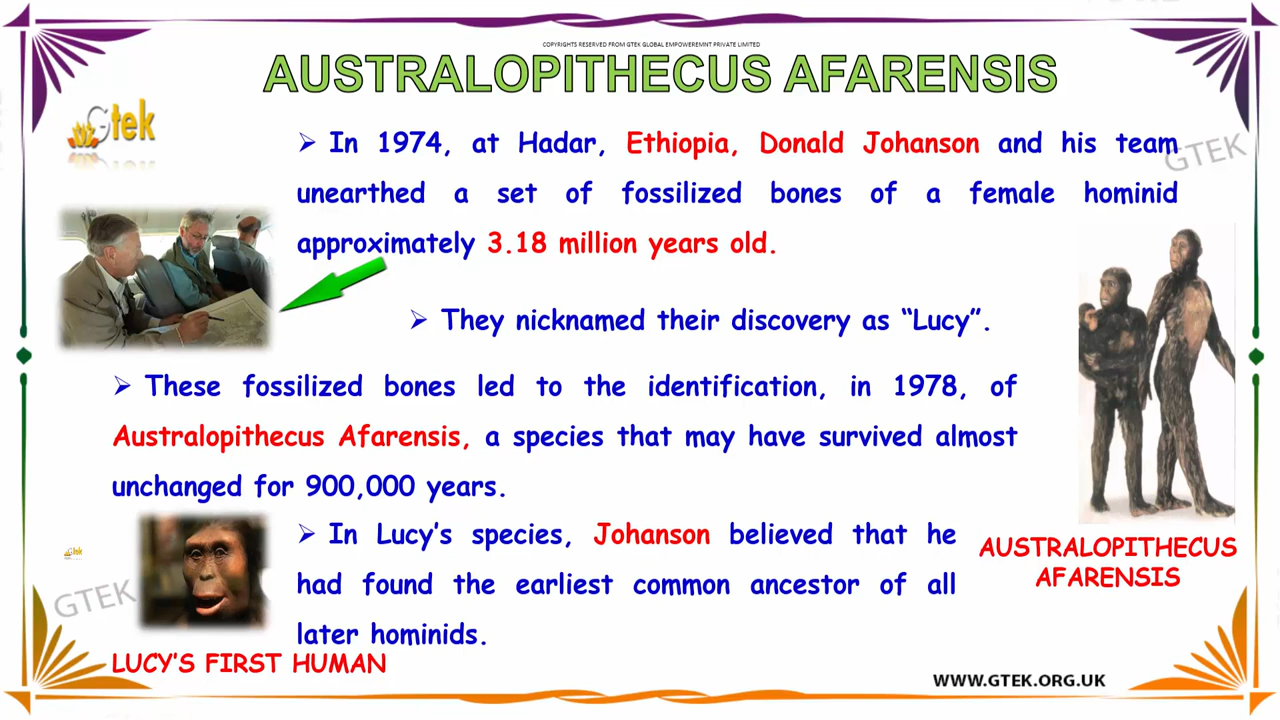 COPYRIGHTS RESERVED FROM GTEK GLOBAL EMPOWEREMNT PRIVATE LIMITED
AUSTRALOPITHECUS AFARENSIS
Gtek
➢ In 1974, at Hadar, Ethiopia, Donald Johanson and his team
GTEK
unearthed a set of fossilized bones of a female hominid
approximately 3.18 million years old.
➢ They nicknamed their discovery as “Lucy”.
➢ These fossilized bones led to the identification, in 1978, of
Australopithecus Afarensis, a species that may have survived almost
unchanged for 900,000 years.
➢ In Lucy’s species, Johanson believed that he
had found the earliest common ancestor of all
later hominids.
AUSTRALOPITHECUS
AFARENSIS
Gtek
GTEK
LUCY’S FIRST HUMAN
WWW.GTEK.ORG.UK